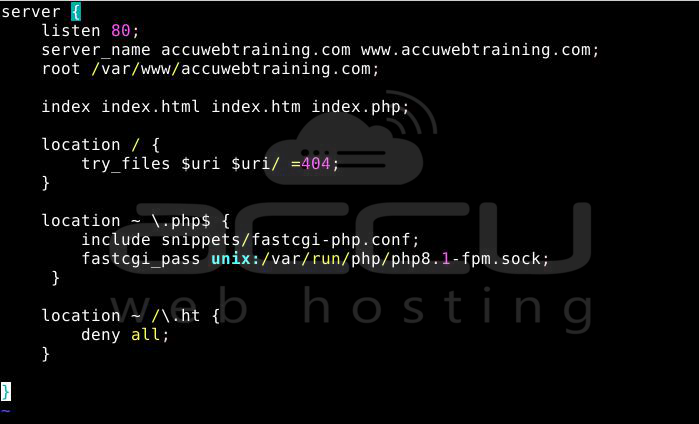 server {
    listen 80;
    server_name accuwebtraining.com www.accuwebtraining.com;
    root /var/www/accuwebtraining.com;

    index index.html index.htm index.php;

    location / {
        try_files $uri $uri/ =404;
    }

    location ~ \.php$ {
        include snippets/fastcgi-php.conf;
        fastcgi_pass unix:/var/run/php/php8.1-fpm.sock;
     }

    location ~ /\.ht {
        deny all;
    }

}
~
accu
web hosting